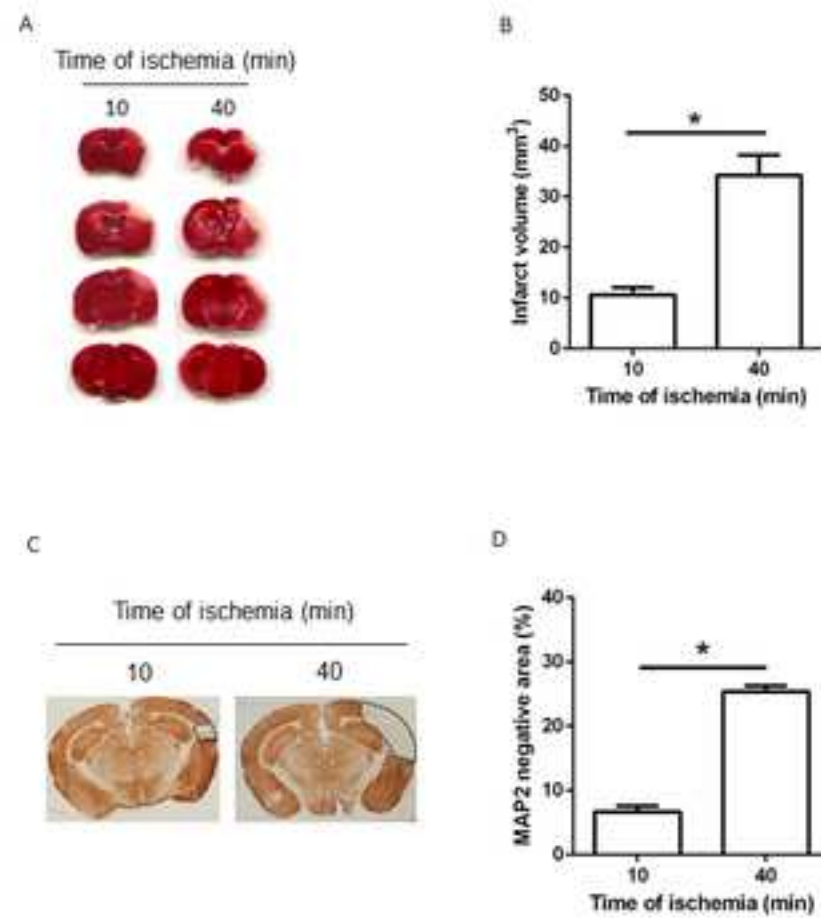 A
Time of ischemia (min)
10 40
B
Infarct volume (mm³)
50
40
30
20
10
0
*
10 40
Time of ischemia (min)
C
Time of ischemia (min)
10 40
D
MAP2 negative area (%)
40
30
20
10
0
*
10 40
Time of ischemia (min)